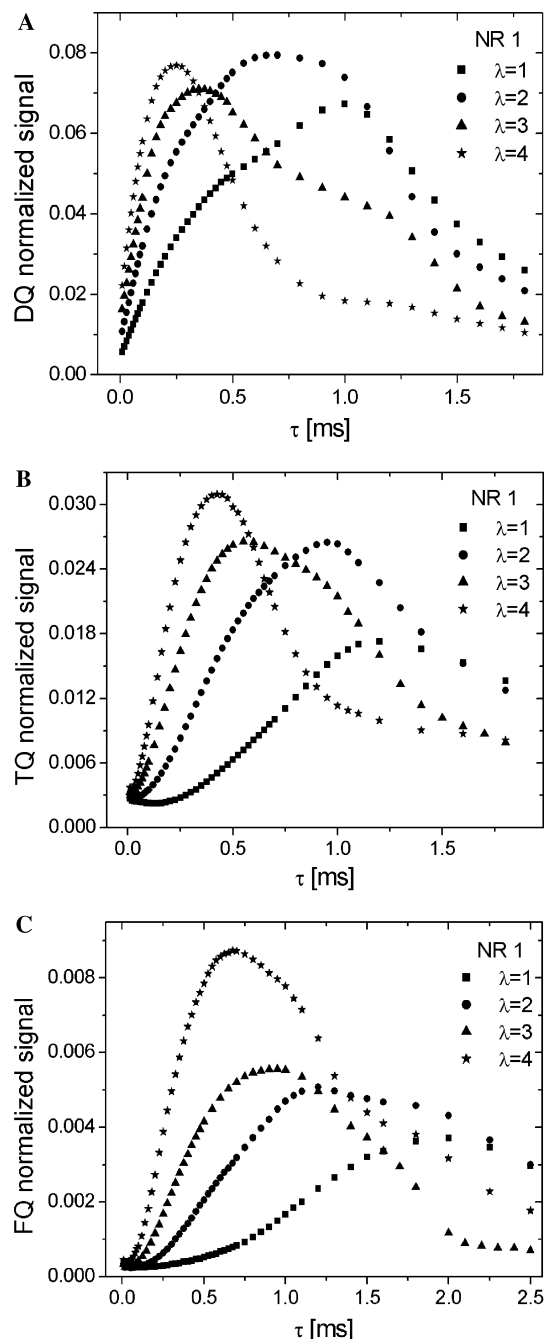 A
NR 1
λ=1
λ=2
λ=3
λ=4
DQ normalized signal
0.08
0.06
0.04
0.02
0.00
0.0 0.5 1.0 1.5
τ [ms]
B
NR 1
λ=1
λ=2
λ=3
λ=4
TQ normalized signal
0.030
0.024
0.018
0.012
0.006
0.000
0.0 0.5 1.0 1.5
τ [ms]
C
NR 1
λ=1
λ=2
λ=3
λ=4
FQ normalized signal
0.008
0.006
0.004
0.002
0.000
0.0 0.5 1.0 1.5 2.0 2.5
τ [ms]